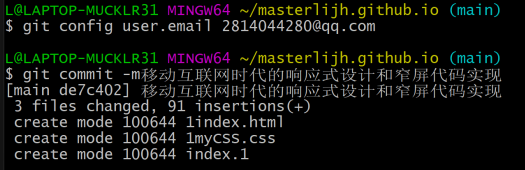 L@LAPTOP-MUCKLR31 MINGW64 ~/masterlijh.github.io (main)
$ git config user.email 2814044280@qq.com
L@LAPTOP-MUCKLR31 MINGW64 ~/masterlijh.github.io (main)
$ git commit -m移动互联网时代的响应式设计和窄屏代码实现
[main de7c402] 移动互联网时代的响应式设计和窄屏代码实现
3 files changed, 91 insertions(+)
create mode 100644 1index.html
create mode 100644 1myCSS.css
create mode 100644 index.1